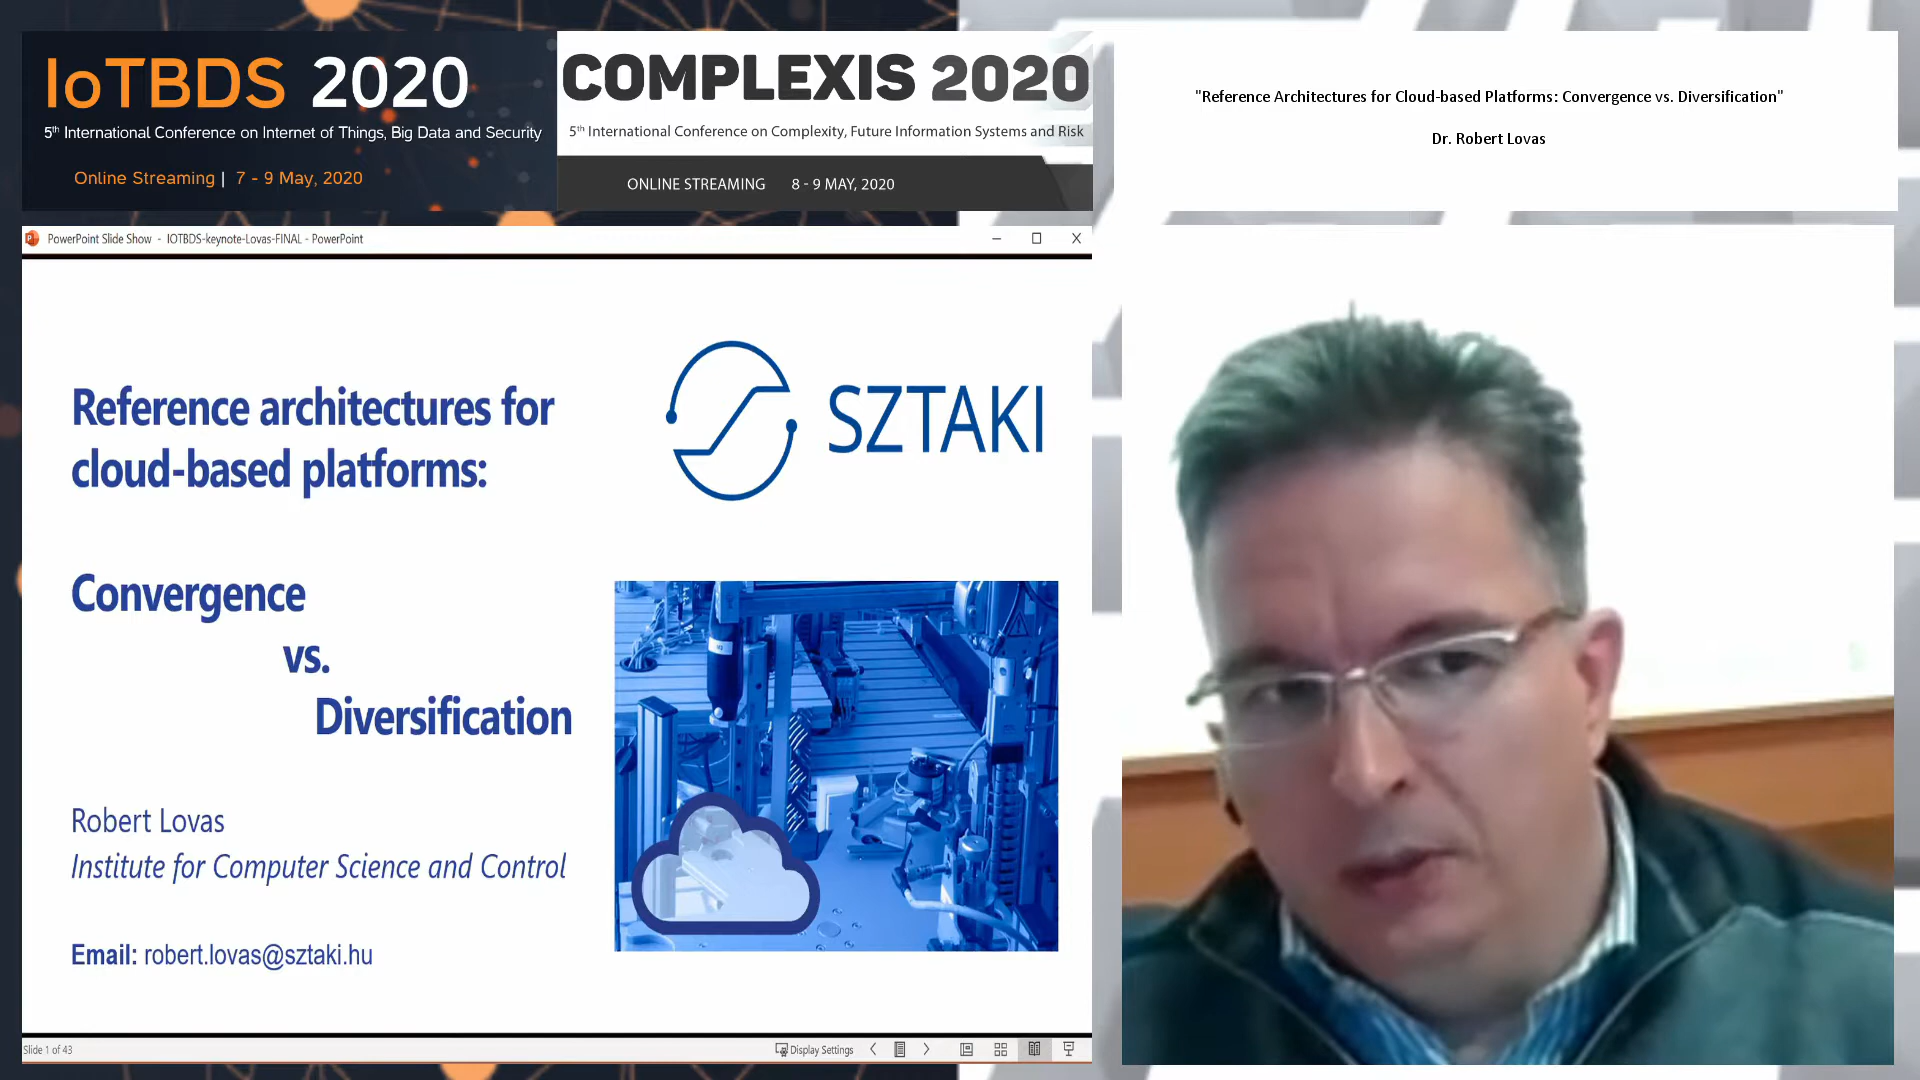 IoTBDS 2020
5th International Conference on Internet of Things, Big Data and Security
Online Streaming | 7 - 9 May, 2020
COMPLEXIS 2020
5th International Conference on Complexity, Future Information Systems and Risk
ONLINE STREAMING 8 - 9 MAY, 2020
"Reference Architectures for Cloud-based Platforms: Convergence vs. Diversification"
Dr. Robert Lovas
PowerPoint Slide Show - IOTBDS-keynote-Lovas-FINAL - PowerPoint
Reference architectures for
cloud-based platforms:
SZTAKI
Convergence
vs.
Diversification
Robert Lovas
Institute for Computer Science and Control
Email: robert.lovas@sztaki.hu
Slide 1 of 43
Display Settings